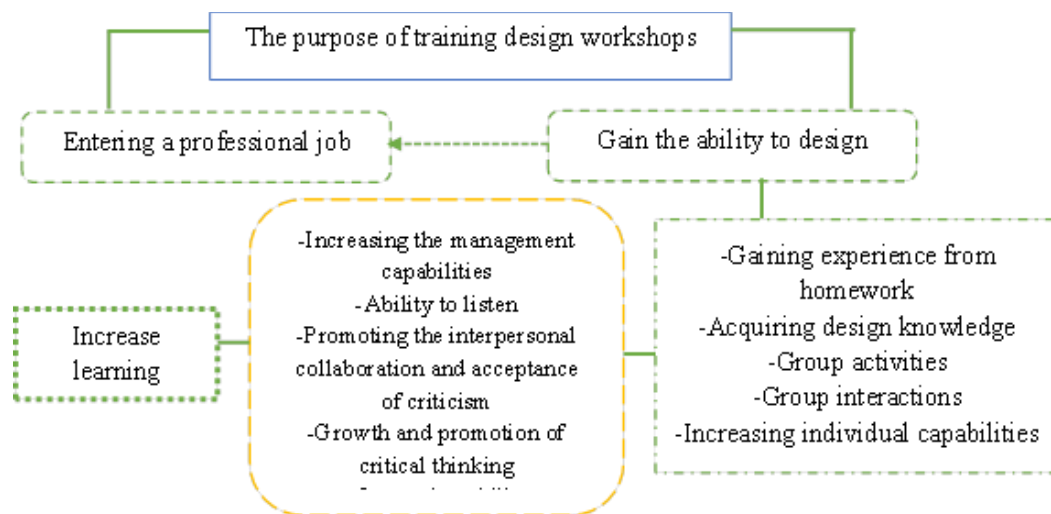 The purpose of training design workshops
Entering a professional job
Gain the ability to design
-Increasing the management
capabilities
-Ability to listen
-Promoting the interpersonal
collaboration and acceptance
of criticism
-Growth and promotion of
critical thinking
-Gaining experience from
homework
-Acquiring design knowledge
-Group activities
-Group interactions
-Increasing individual capabilities
Increase
learning